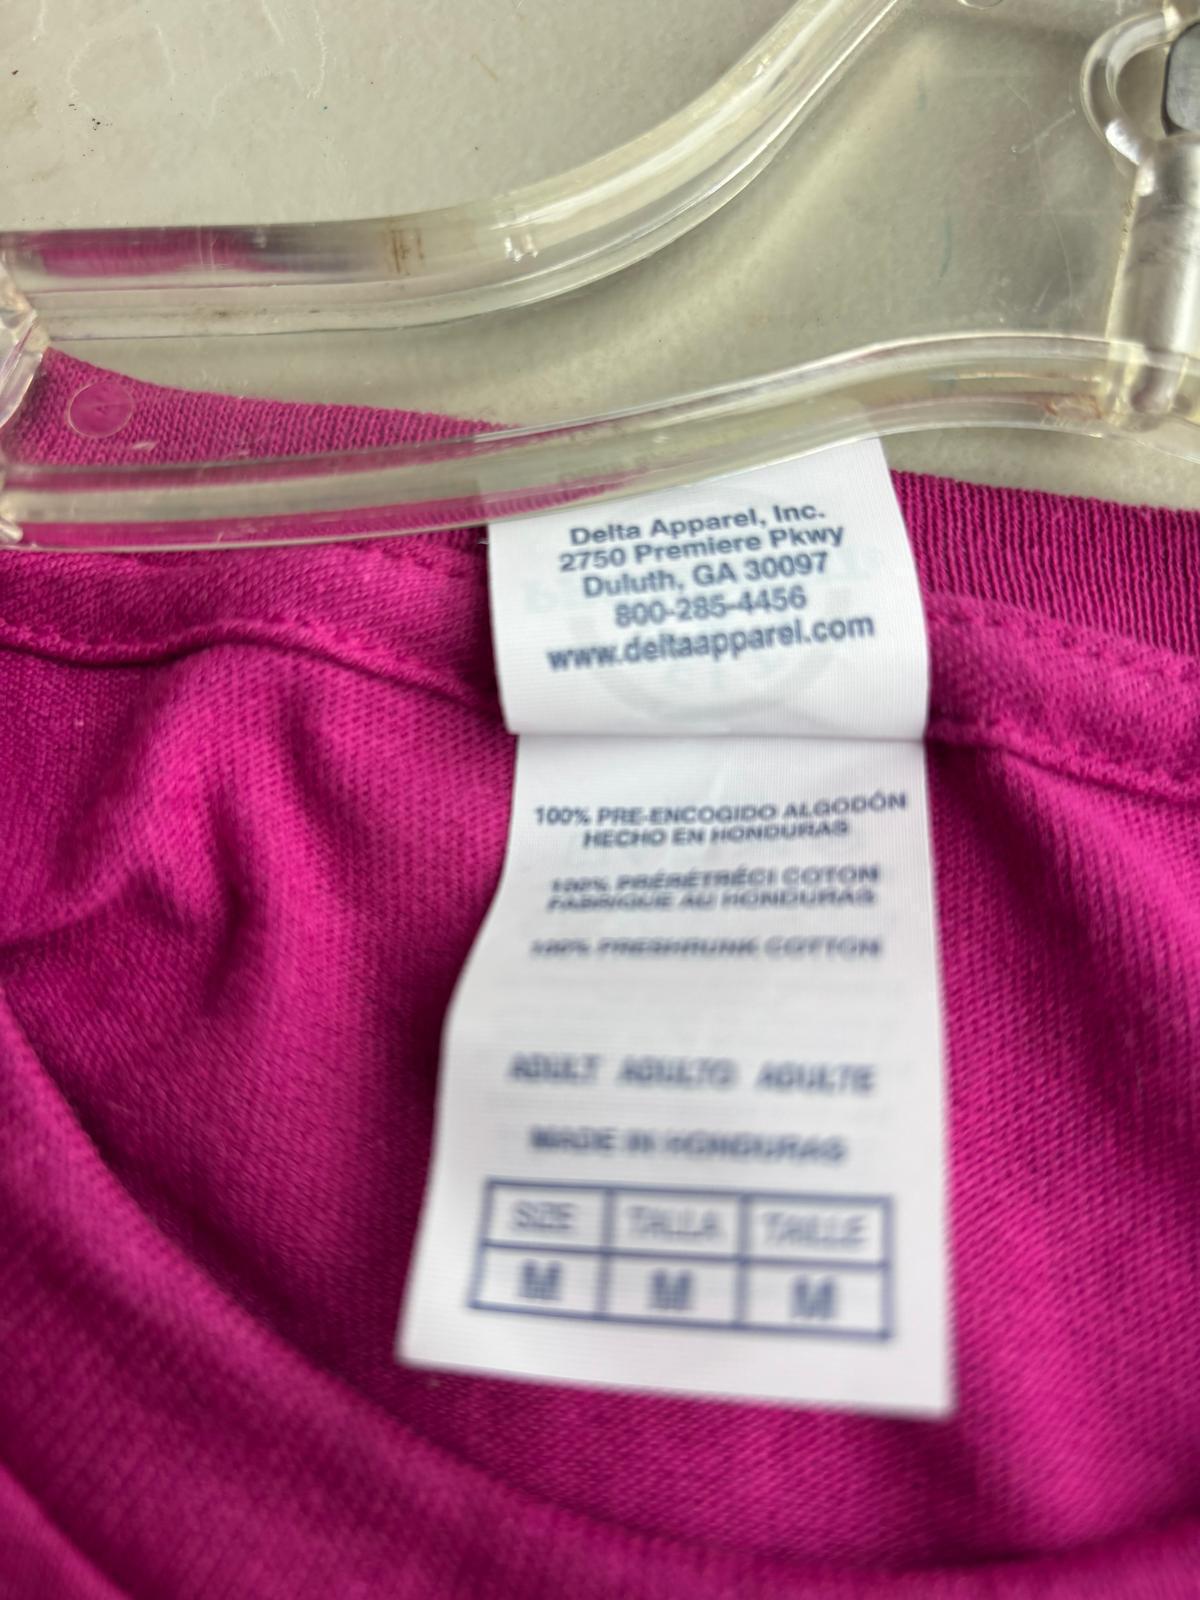 Delta Apparel, Inc.
2750 Premiere Pkwy
Duluth, GA 30097
800-285-4456
www.deltaapparel.com
100% PRE-ENCOGIDO ALGODÓN
HECHO EN HONDURAS
100% PRÉRÉTRÉCI COTON
FABRIQUE AU HONDURAS
100% PRESHRUNK COTTON
ADULT ADULTO ADULTE
MADE IN HONDURAS
SIZE TALLA TAILLE
M M M